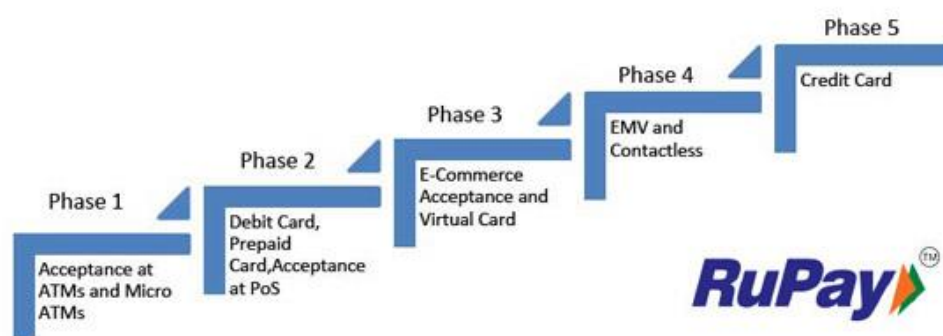 Phase 1
Acceptance at
ATMs and Micro
ATMs
Phase 2
Debit Card,
Prepaid
Card,Acceptance
at PoS
Phase 3
E-Commerce
Acceptance and
Virtual Card
Phase 4
EMV and
Contactless
Phase 5
Credit Card
RuPay TM